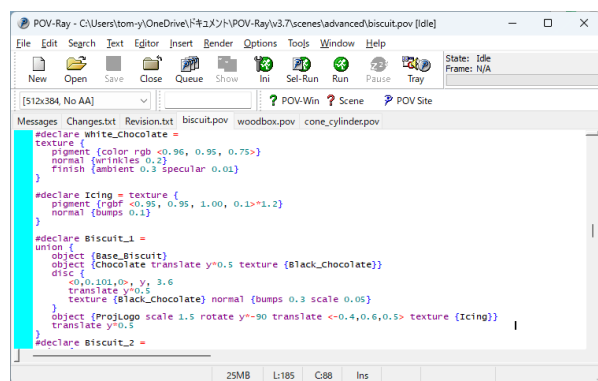 POV-Ray - C:\Users\tom-y\OneDrive\ドキュメント\POV-Ray\v3.7\scenes\advanced\biscuit.pov [Idle]
File Edit Search Text Editor Insert Render Options Tools Window Help
New Open Save Close Queue Show Ini Sel-Run Run Pause Tray
State: Idle
Frame: N/A
[512x384, No AA] ? POV-Win ? Scene POV Site
Messages Changes.txt Revision.txt biscuit.pov woodbox.pov cone_cylinder.pov
#declare White_Chocolate =
texture {
pigment {color rgb <0.96, 0.95, 0.75>}
normal {wrinkles 0.2}
finish {ambient 0.3 specular 0.01}
}
#declare Icing = texture {
pigment {rgbf <0.95, 0.95, 1.00, 0.1>*1.2}
normal {bumps 0.1}
}
#declare Biscuit_1 =
union {
object {Base_Biscuit}
object {Chocolate translate y*0.5 texture {Black_Chocolate}}
disc {
<0,0.101,0>, y, 3.6
translate y*0.5
texture {Black_Chocolate} normal {bumps 0.3 scale 0.05}
}
object {ProjLogo scale 1.5 rotate y*-90 translate <-0.4,0.6,0.5> texture {Icing}}
translate y*0.5
}
#declare Biscuit_2 =
25MB L:185 C:88 Ins